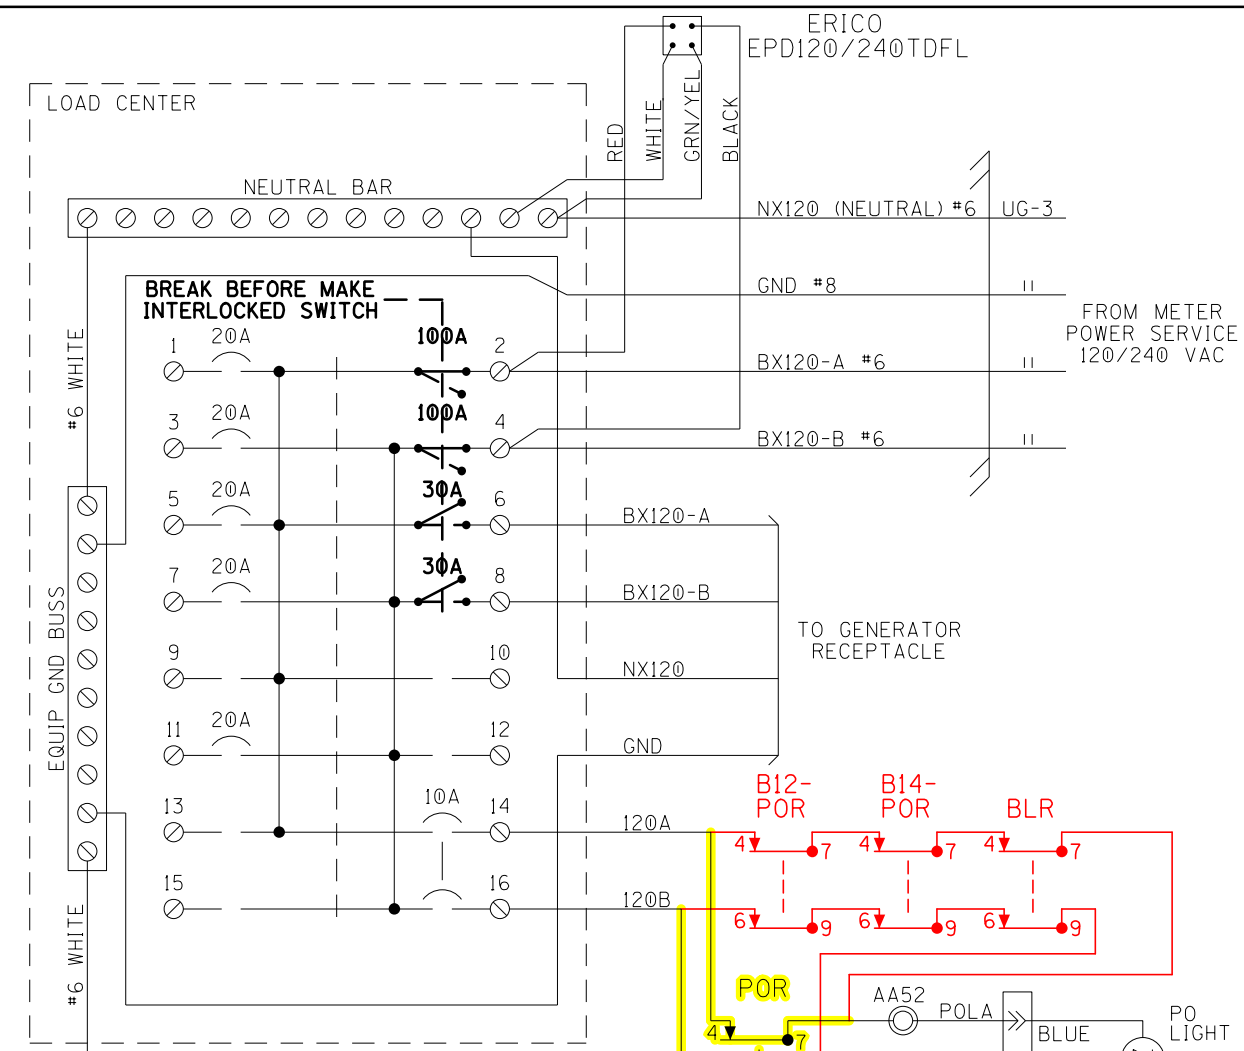 ERICO
EPD120/240TDFL
LOAD CENTER
RED
WHITE
GRN/YEL
BLACK
NEUTRAL BAR
NX120 (NEUTRAL) #6
UG-3
BREAK BEFORE MAKE
INTERLOCKED SWITCH
GND #8
"
FROM METER
POWER SERVICE
120/240 VAC
#6 WHITE
1
20A
100A
2
BX120-A #6
"
3
20A
100A
4
BX120-B #6
"
5
20A
30A
6
BX120-A
7
20A
30A
8
BX120-B
EQUIP GND BUSS
TO GENERATOR
RECEPTACLE
9
10
NX120
11
20A
12
GND
13
10A
14
120A
B12-
POR
B14-
POR
BLR
4
7
4
7
4
7
15
16
120B
6
9
6
9
6
9
#6 WHITE
POR
4
7
AA52
POLA
BLUE
PO
LIGHT